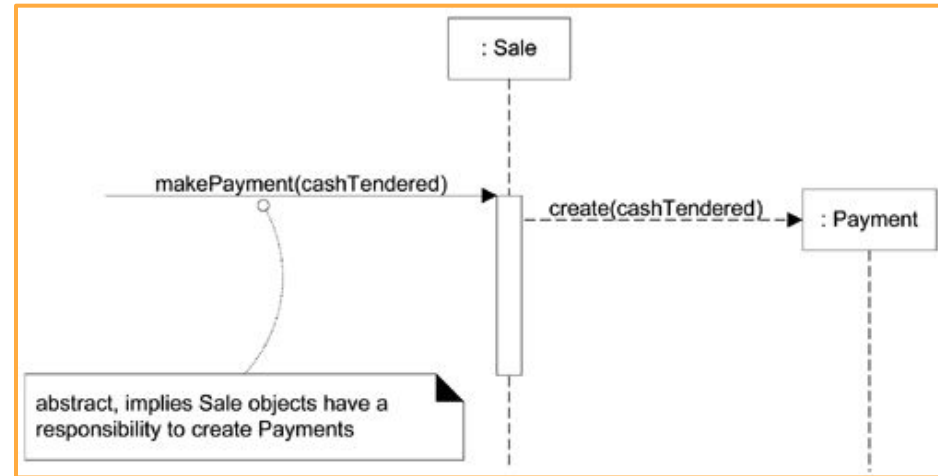 : Sale
makePayment(cashTendered)
create(cashTendered)
: Payment
abstract, implies Sale objects have a
responsibility to create Payments